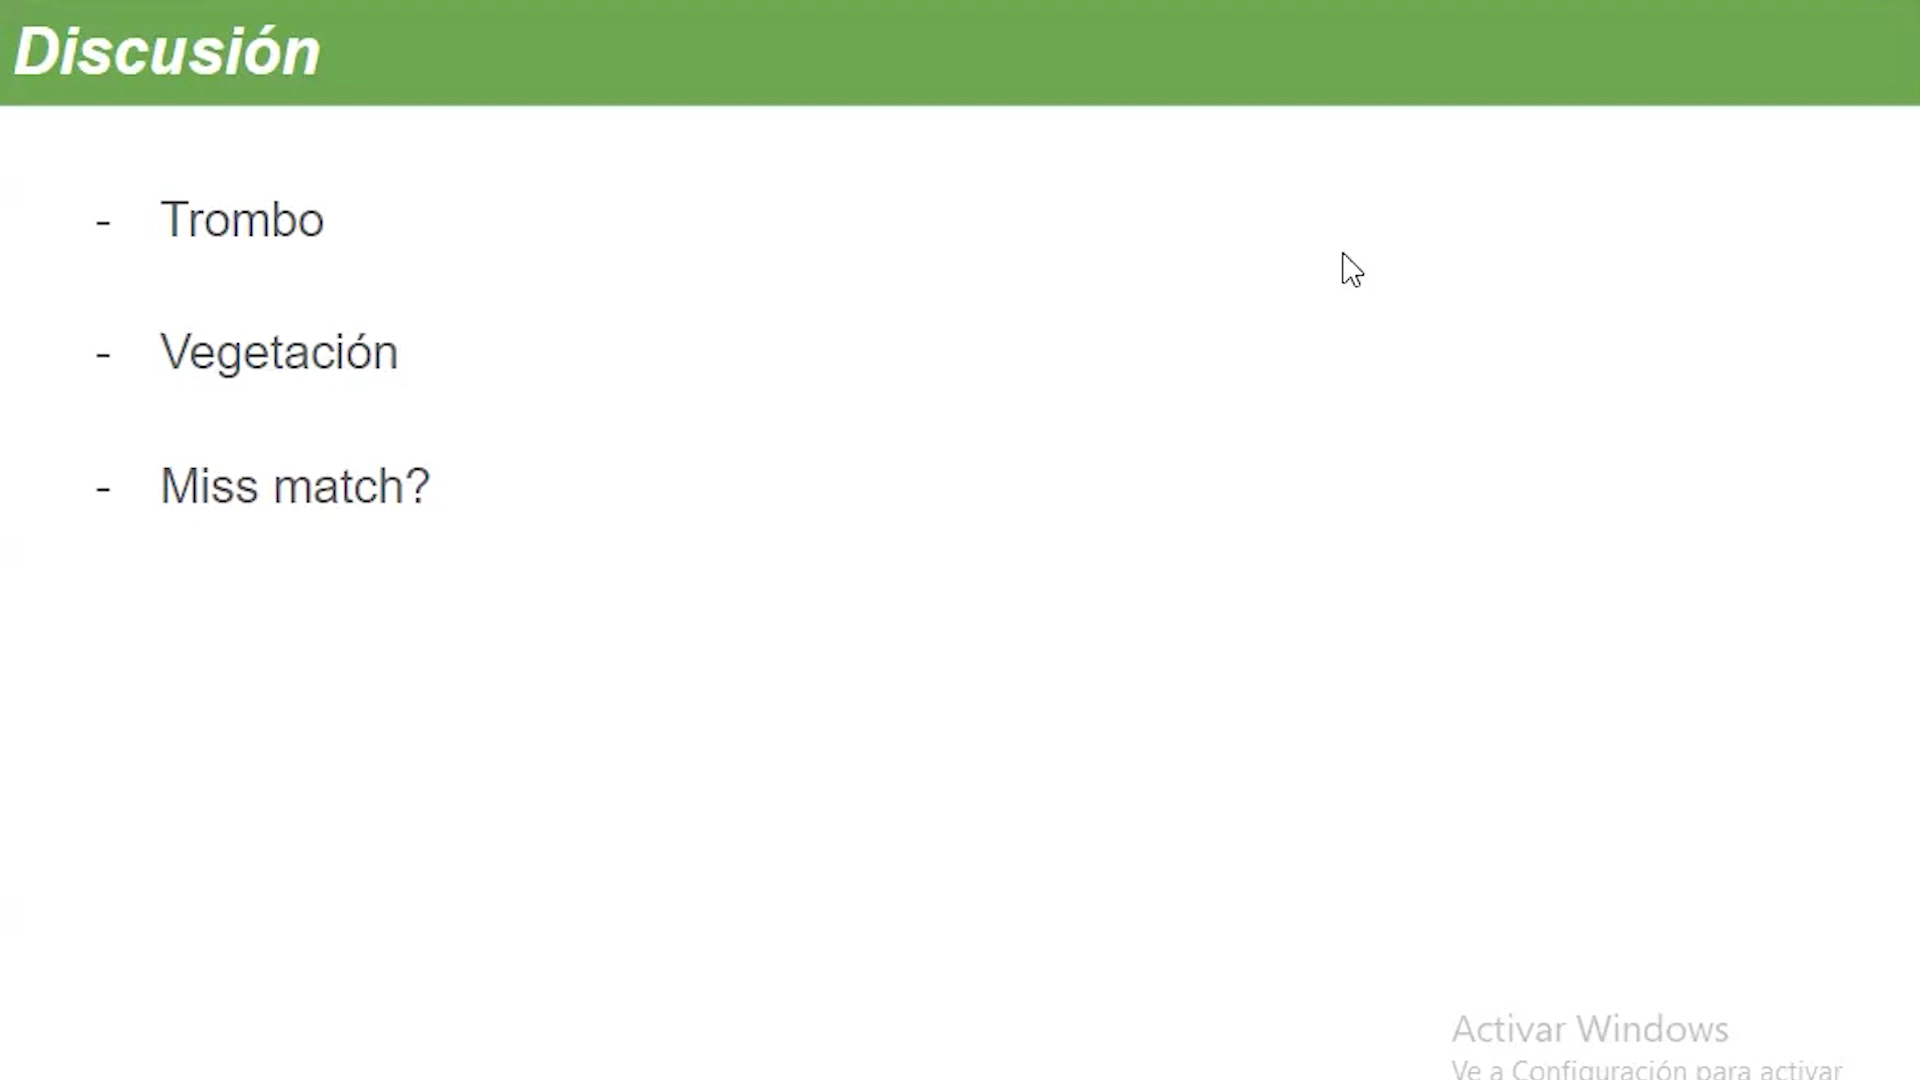 Discusión
- Trombo
- Vegetación
- Miss match?
Activar Windows
Ve a Configuración para activar